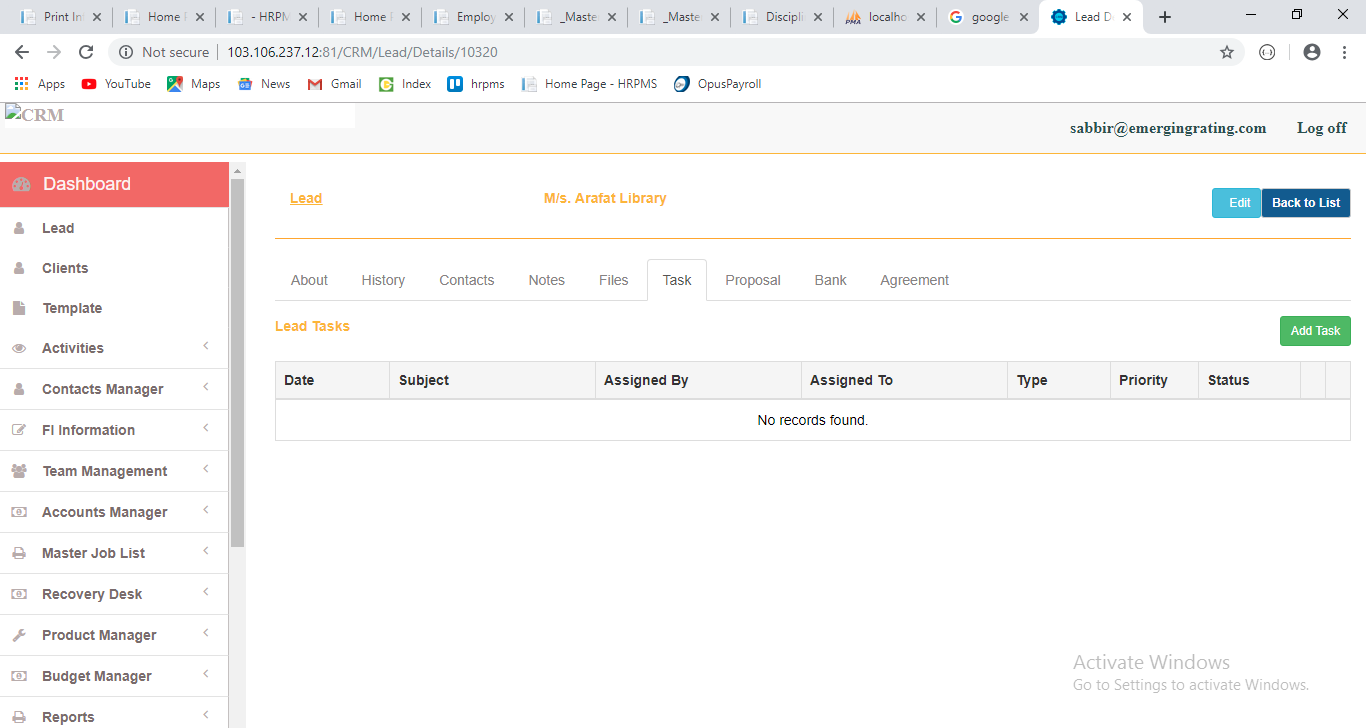 Print In Home - HRPM Home Employ _Master _Master Discipli localho google Lead D
Not secure 103.106.237.12:81/CRM/Lead/Details/10320
Apps YouTube Maps News Gmail Index hrpms Home Page - HRPMS OpusPayroll
CRM
sabbir@emergingrating.com Log off
Dashboard
Lead
Clients
Template
Activities
Contacts Manager
FI Information
Team Management
Accounts Manager
Master Job List
Recovery Desk
Product Manager
Budget Manager
Reports
Lead M/s. Arafat Library Edit Back to List
About History Contacts Notes Files Task Proposal Bank Agreement
Lead Tasks Add Task
Date Subject Assigned By Assigned To Type Priority Status
No records found.
Activate Windows
Go to Settings to activate Windows.